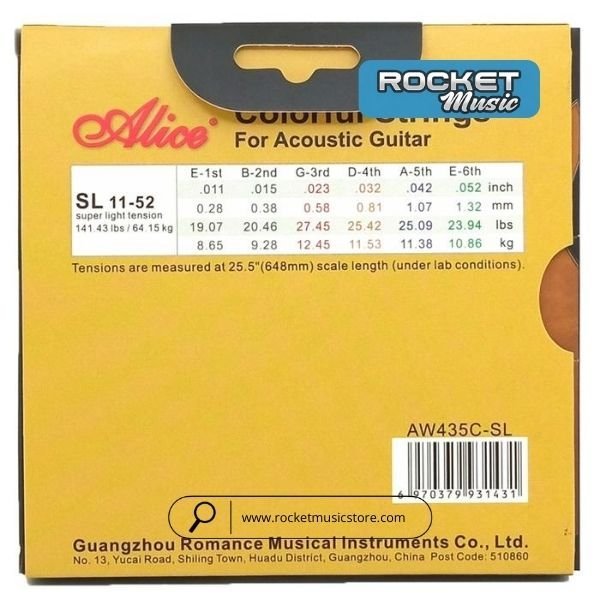 ROCKET
Music
Alice®
Colorful Strings
For Acoustic Guitar
E-1st B-2nd G-3rd D-4th A-5th E-6th
SL 11-52 .011 .015 .023 .032 .042 .052 inch
super light tension 0.28 0.38 0.58 0.81 1.07 1.32 mm
141.43 lbs / 64.15 kg 19.07 20.46 27.45 25.42 25.09 23.94 lbs
8.65 9.28 12.45 11.53 11.38 10.86 kg
Tensions are measured at 25.5"(648mm) scale length (under lab conditions).
AW435C-SL
6 970379 931431
www.rocketmusicstore.com
Guangzhou Romance Musical Instruments Co., Ltd.
No. 13, Yucai Road, Shiling Town, Huadu District, Guangzhou, China Post Code: 510860